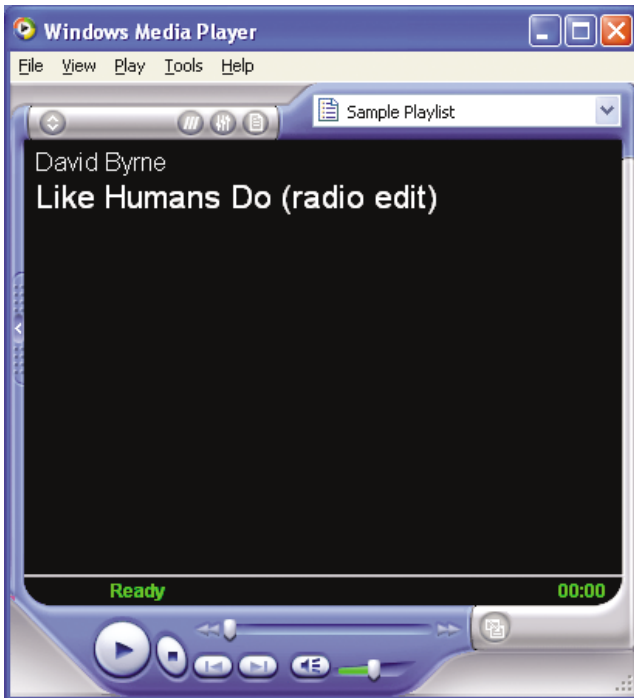 Windows Media Player
File View Play Tools Help
Sample Playlist
David Byrne
Like Humans Do (radio edit)
Ready 00:00